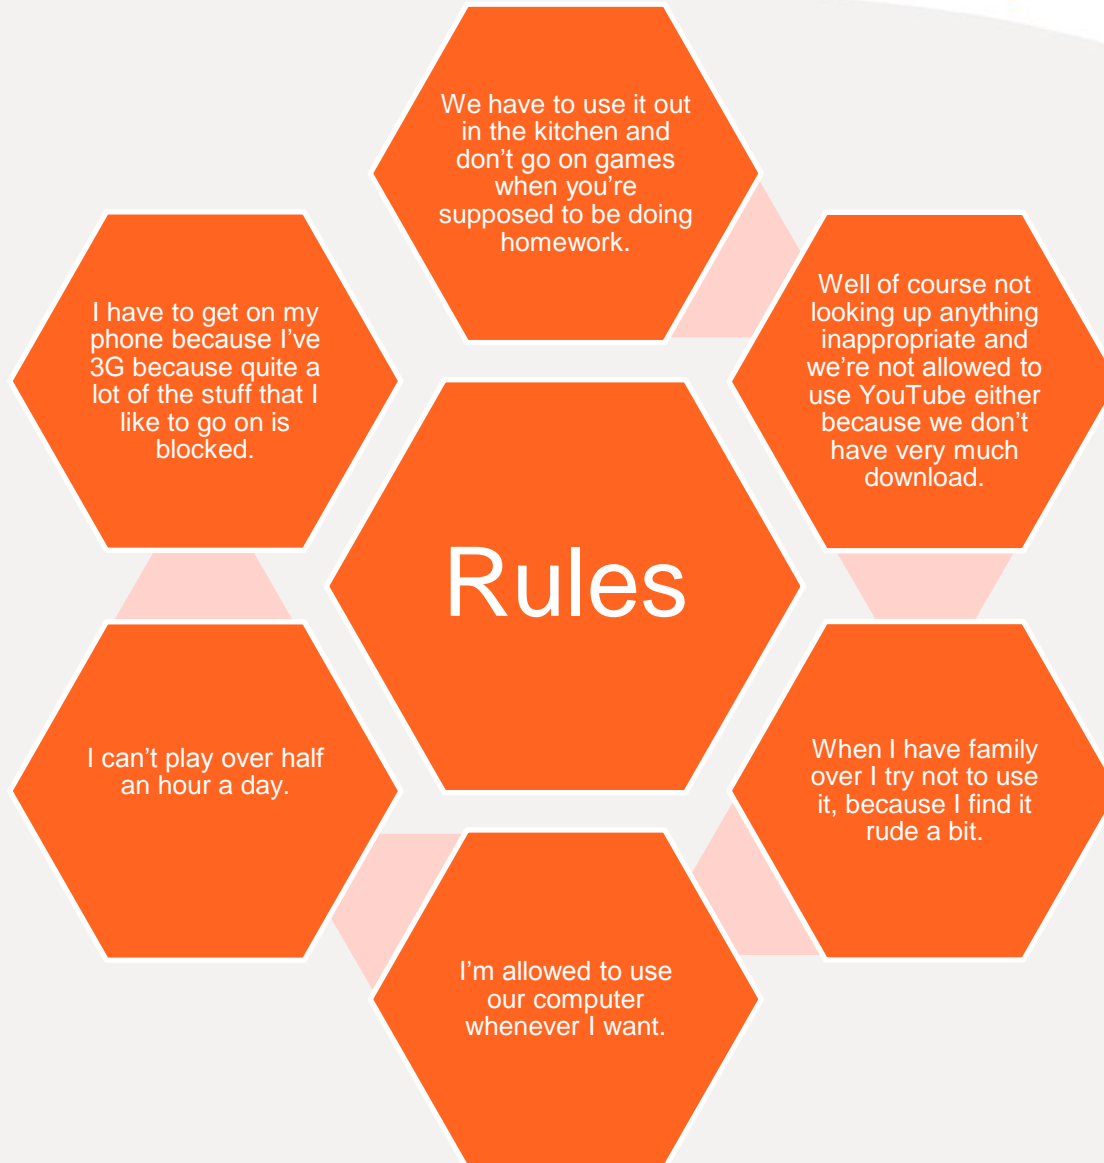 We have to use it out
in the kitchen and
don’t go on games
when you’re
supposed to be doing
homework.
Well of course not
looking up anything
inappropriate and
we’re not allowed to
use YouTube either
because we don’t
have very much
download.
When I have family
over I try not to use
it, because I find it
rude a bit.
I’m allowed to use
our computer
whenever I want.
I can’t play over half
an hour a day.
I have to get on my
phone because I’ve
3G because quite a
lot of the stuff that I
like to go on is
blocked.
Rules